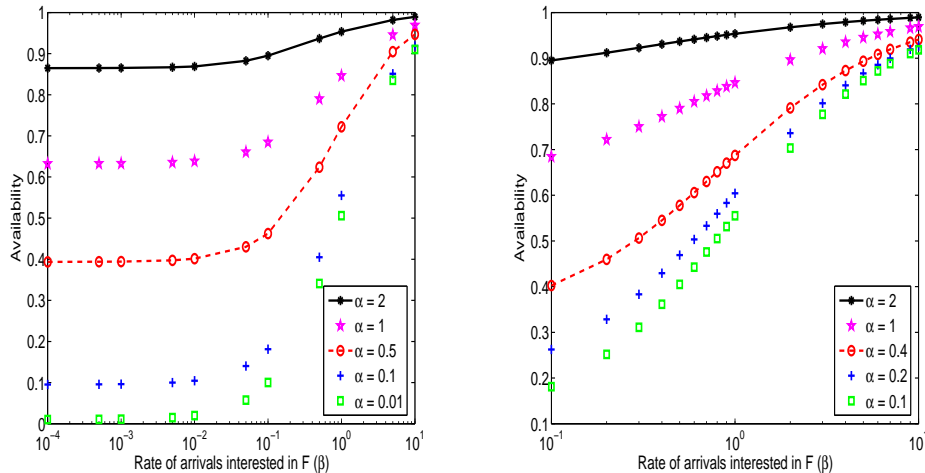 1
0.9
0.8
0.7
0.6
0.5
0.4
0.3
0.2
0.1
0
Availability
α = 2
α = 1
α = 0.5
α = 0.1
α = 0.01
10^-4 10^-3 10^-2 10^-1 10^0 10^1
Rate of arrivals interested in F (β)
1
0.9
0.8
0.7
0.6
0.5
0.4
0.3
0.2
0.1
Availability
α = 2
α = 1
α = 0.4
α = 0.2
α = 0.1
10^-1 10^0 10^1
Rate of arrivals interested in F (β)